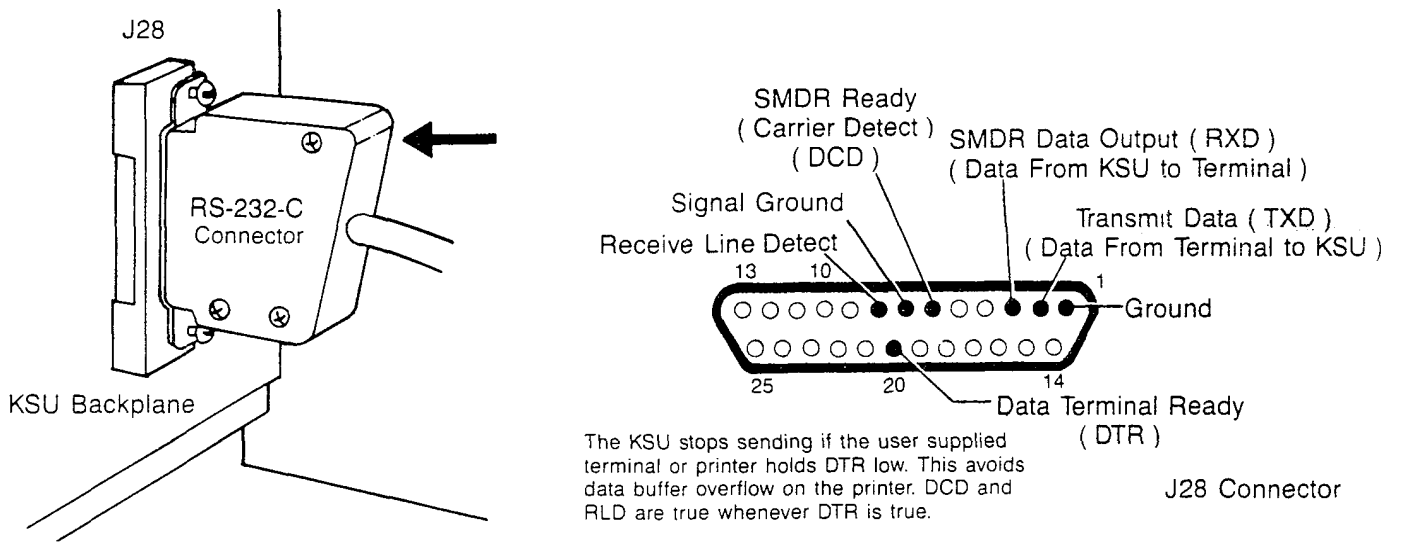 J28
RS-232-C
Connector
KSU Backplane
SMDR Ready
( Carrier Detect )
( DCD )
SMDR Data Output ( RXD )
( Data From KSU to Terminal )
Signal Ground
Transmit Data ( TXD )
( Data From Terminal to KSU )
Receive Line Detect
13
10
1
Ground
25
20
14
Data Terminal Ready
( DTR )
The KSU stops sending if the user supplied
terminal or printer holds DTR low. This avoids
data buffer overflow on the printer. DCD and
RLD are true whenever DTR is true.
J28 Connector